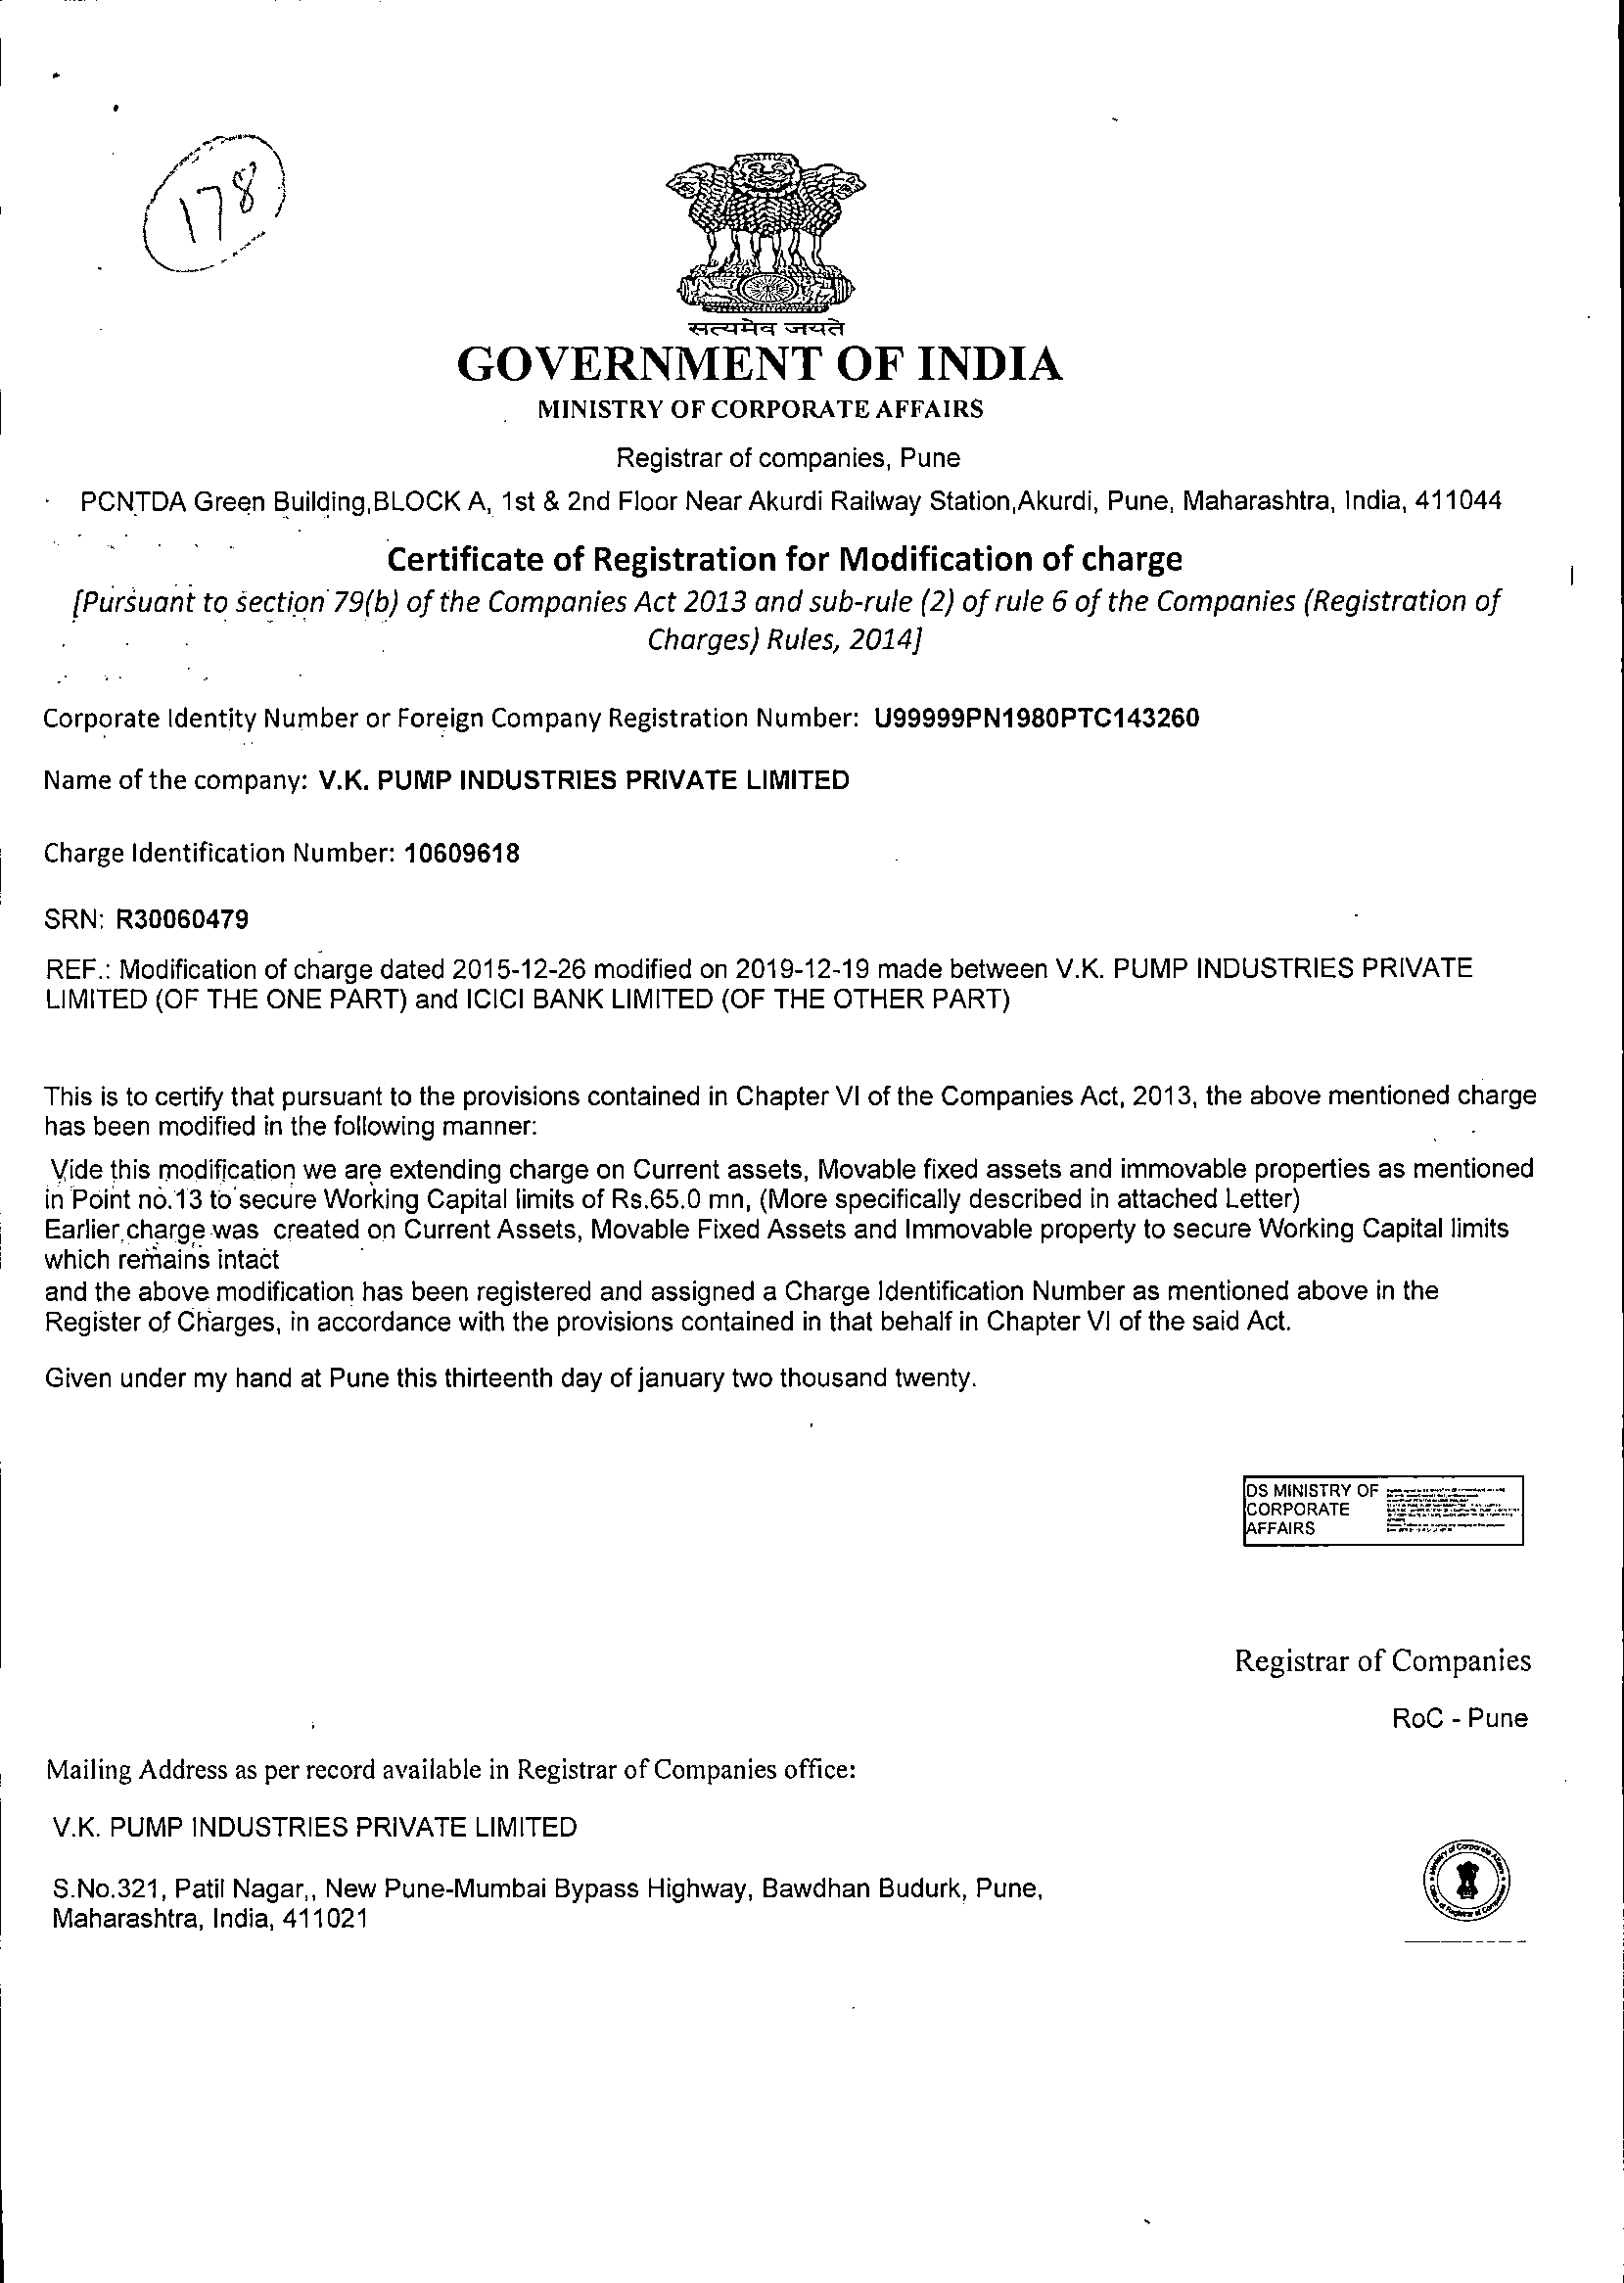 178
सत्यमेव जयते
GOVERNMENT OF INDIA
MINISTRY OF CORPORATE AFFAIRS
Registrar of companies, Pune
PCNTDA Green Building,BLOCK A, 1st & 2nd Floor Near Akurdi Railway Station,Akurdi, Pune, Maharashtra, India, 411044
Certificate of Registration for Modification of charge
[Pursuant to section 79(b) of the Companies Act 2013 and sub-rule (2) of rule 6 of the Companies (Registration of
Charges) Rules, 2014]
Corporate Identity Number or Foreign Company Registration Number: U99999PN1980PTC143260
Name of the company: V.K. PUMP INDUSTRIES PRIVATE LIMITED
Charge Identification Number: 10609618
SRN: R30060479
REF.: Modification of charge dated 2015-12-26 modified on 2019-12-19 made between V.K. PUMP INDUSTRIES PRIVATE
LIMITED (OF THE ONE PART) and ICICI BANK LIMITED (OF THE OTHER PART)
This is to certify that pursuant to the provisions contained in Chapter VI of the Companies Act, 2013, the above mentioned charge
has been modified in the following manner:
Vide this modification we are extending charge on Current assets, Movable fixed assets and immovable properties as mentioned
in Point no.13 to secure Working Capital limits of Rs.65.0 mn, (More specifically described in attached Letter)
Earlier charge was created on Current Assets, Movable Fixed Assets and Immovable property to secure Working Capital limits
which remains intact
and the above modification has been registered and assigned a Charge Identification Number as mentioned above in the
Register of Charges, in accordance with the provisions contained in that behalf in Chapter VI of the said Act.
Given under my hand at Pune this thirteenth day of january two thousand twenty.
DS MINISTRY OF
CORPORATE
AFFAIRS
Registrar of Companies
RoC - Pune
Mailing Address as per record available in Registrar of Companies office:
V.K. PUMP INDUSTRIES PRIVATE LIMITED
S.No.321, Patil Nagar,, New Pune-Mumbai Bypass Highway, Bawdhan Budurk, Pune,
Maharashtra, India, 411021
Ministry of Corporate Affairs
Office of Registrar of Companies